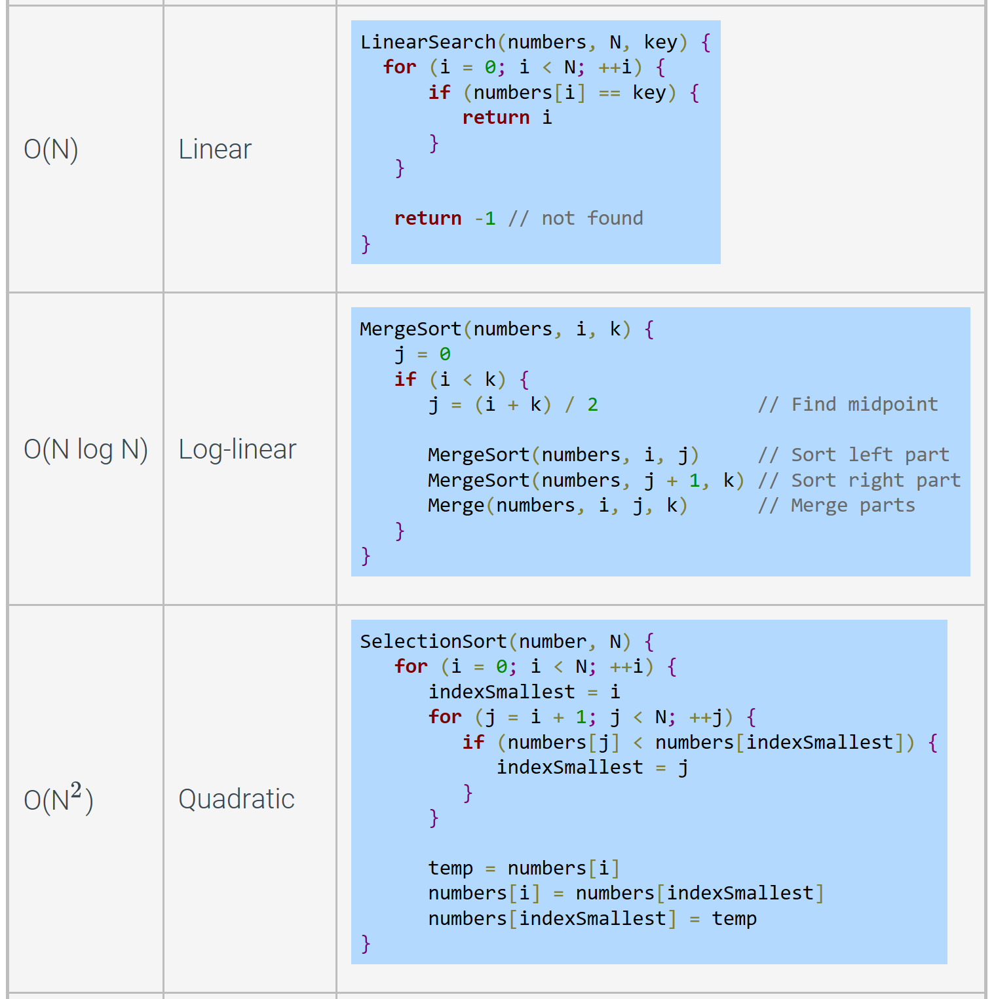 O(N)
Linear
LinearSearch(numbers, N, key) {
  for (i = 0; i < N; ++i) {
      if (numbers[i] == key) {
         return i
      }
   }

   return -1 // not found
}
O(N log N)
Log-linear
MergeSort(numbers, i, k) {
   j = 0
   if (i < k) {
      j = (i + k) / 2              // Find midpoint

      MergeSort(numbers, i, j)     // Sort left part
      MergeSort(numbers, j + 1, k) // Sort right part
      Merge(numbers, i, j, k)      // Merge parts
   }
}
O(N²)
Quadratic
SelectionSort(number, N) {
   for (i = 0; i < N; ++i) {
      indexSmallest = i
      for (j = i + 1; j < N; ++j) {
         if (numbers[j] < numbers[indexSmallest]) {
            indexSmallest = j
         }
      }

      temp = numbers[i]
      numbers[i] = numbers[indexSmallest]
      numbers[indexSmallest] = temp
}